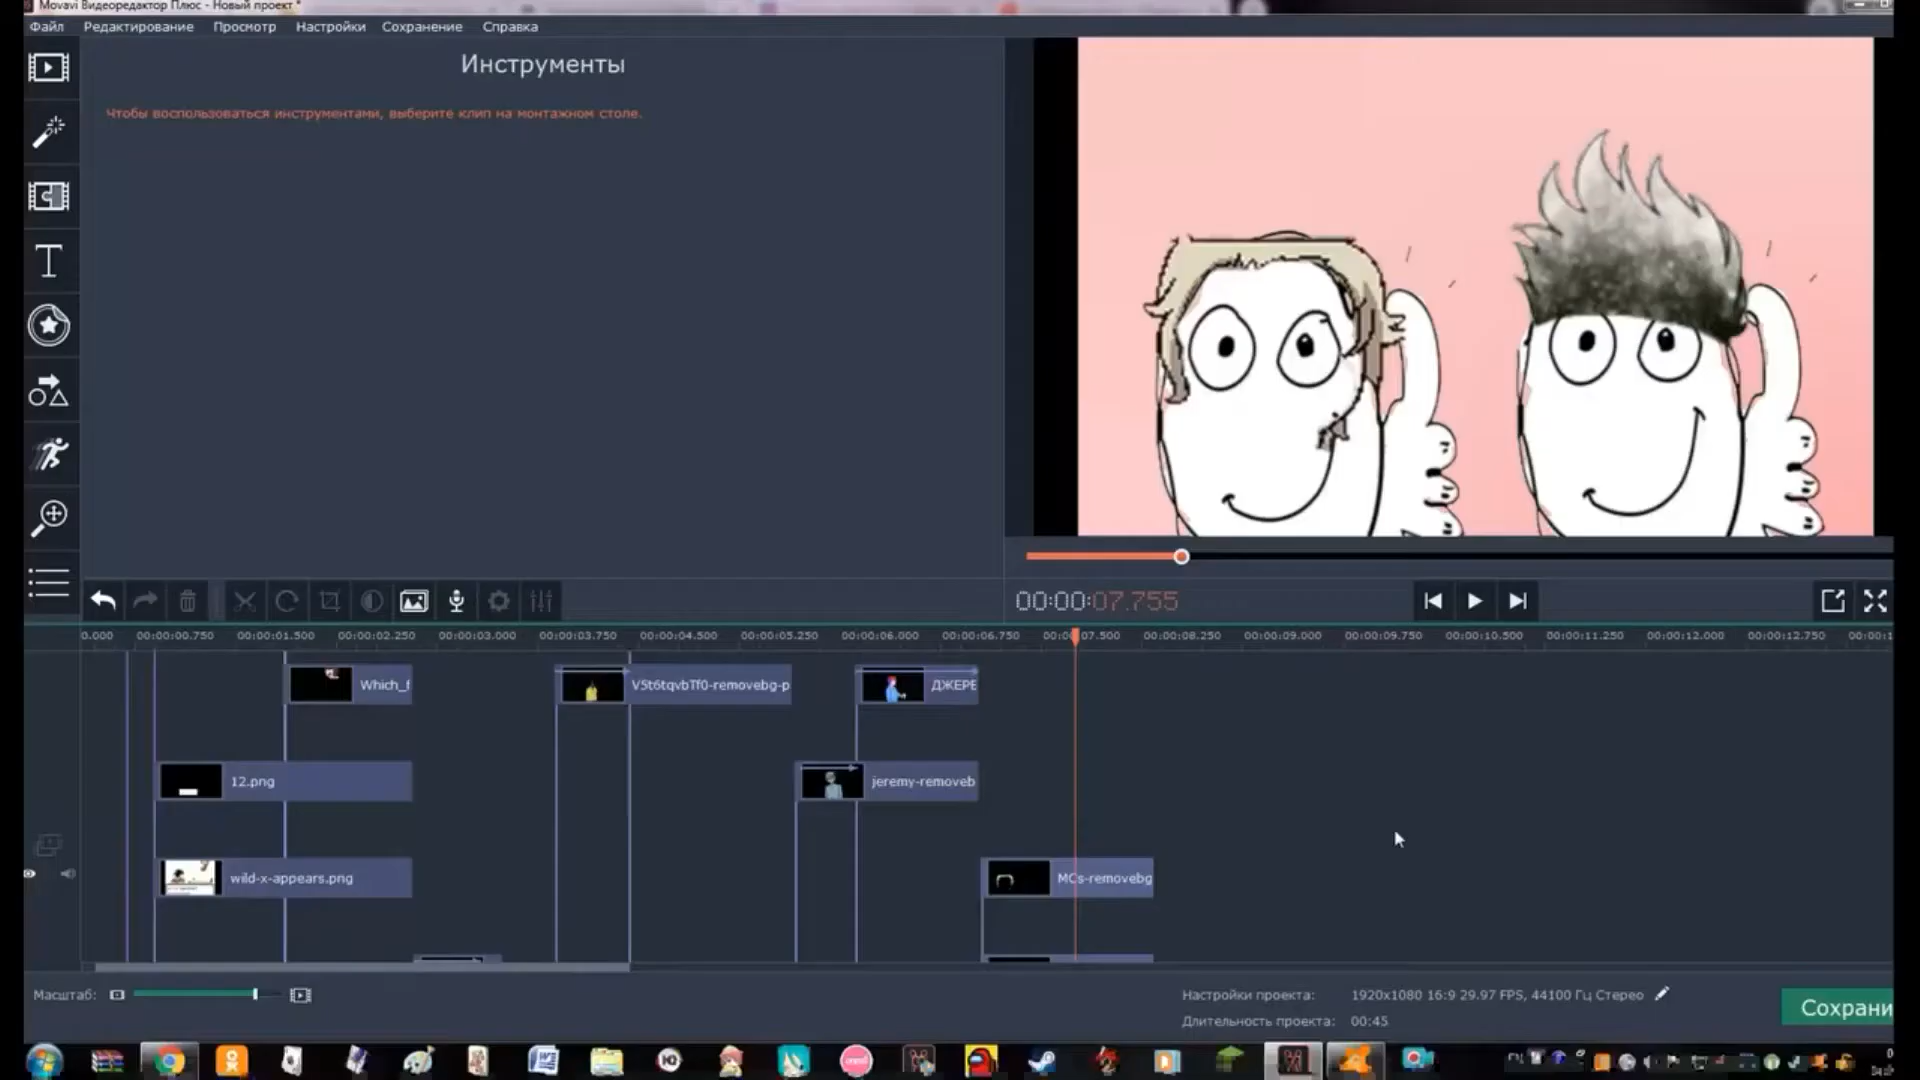 Movavi Видеоредактор Плюс - Новый проект *
Файл Редактирование Просмотр Настройки Сохранение Справка
Инструменты
Чтобы воспользоваться инструментами, выберите клип на монтажном столе.
00:00:07.755
0.000 00:00:00.750 00:00:01.500 00:00:02.250 00:00:03.000 00:00:03.750 00:00:04.500 00:00:05.250 00:00:06.000 00:00:06.750 00:00:07.500 00:00:08.250 00:00:09.000 00:00:09.750 00:00:10.500 00:00:11.250 00:00:12.000 00:00:12.750 00:00:1
Which_f V5t6tqvbTf0-removebg-p ДЖЕРЕ
12.png jeremy-removeb
wild-x-appears.png MCs-removebg
Масштаб: Настройки проекта: 1920x1080 16:9 29.97 FPS, 44100 Гц Стерео
Сохрани
Длительность проекта: 00:45